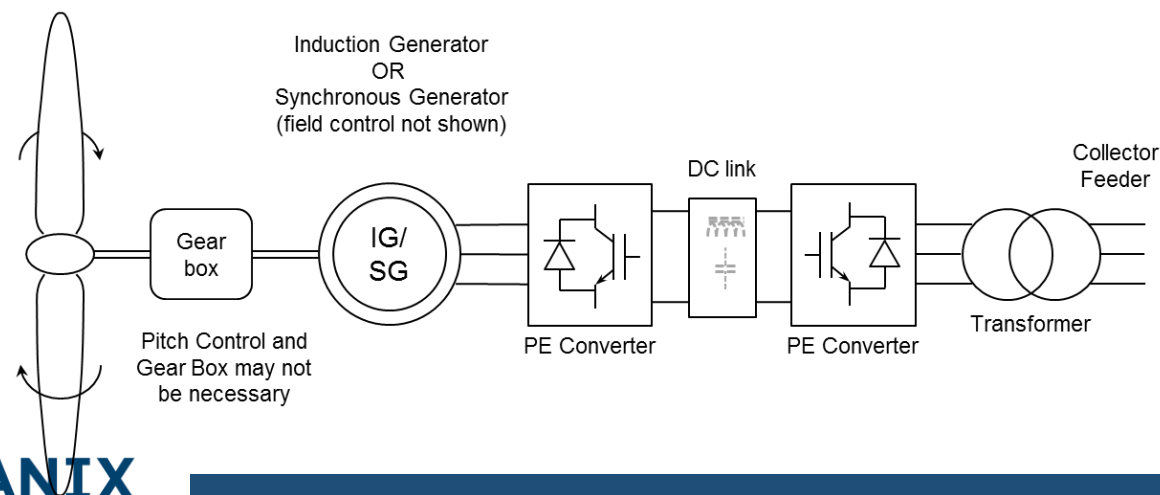 Induction Generator
OR
Synchronous Generator
(field control not shown)
Collector
Feeder
DC link
Gear
box
IG/
SG
PE Converter
PE Converter
Transformer
Pitch Control and
Gear Box may not
be necessary
ANIX